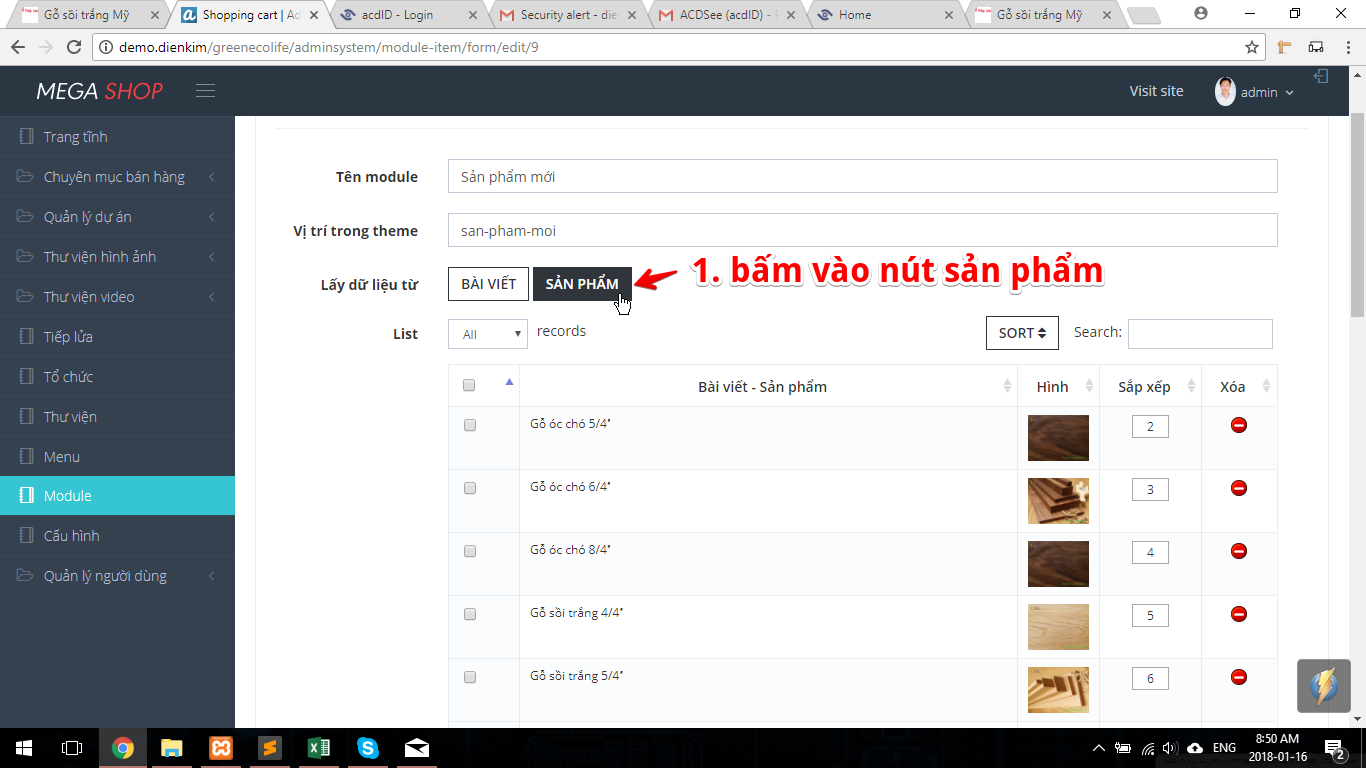 Gỗ sồi trắng Mỹ
Shopping cart | Ad
acdID - Login
Security alert - die
ACDSee (acdID) -
Home
Gỗ sồi trắng Mỹ
demo.dienkim/greenecolife/adminsystem/module-item/form/edit/9
MEGA SHOP
Visit site
admin
Trang tĩnh
Chuyên mục bán hàng
Quản lý dự án
Thư viện hình ảnh
Thư viện video
Tiếp lửa
Tổ chức
Thư viện
Menu
Module
Cấu hình
Quản lý người dùng
Tên module
Sản phẩm mới
Vị trí trong theme
san-pham-moi
Lấy dữ liệu từ
BÀI VIẾT
SẢN PHẨM
1. bấm vào nút sản phẩm
List
All
records
SORT
Search:
Bài viết - Sản phẩm
Hình
Sắp xếp
Xóa
Gỗ óc chó 5/4″
2
Gỗ óc chó 6/4″
3
Gỗ óc chó 8/4″
4
Gỗ sồi trắng 4/4″
5
Gỗ sồi trắng 5/4″
6
ENG
8:50 AM
2018-01-16
2